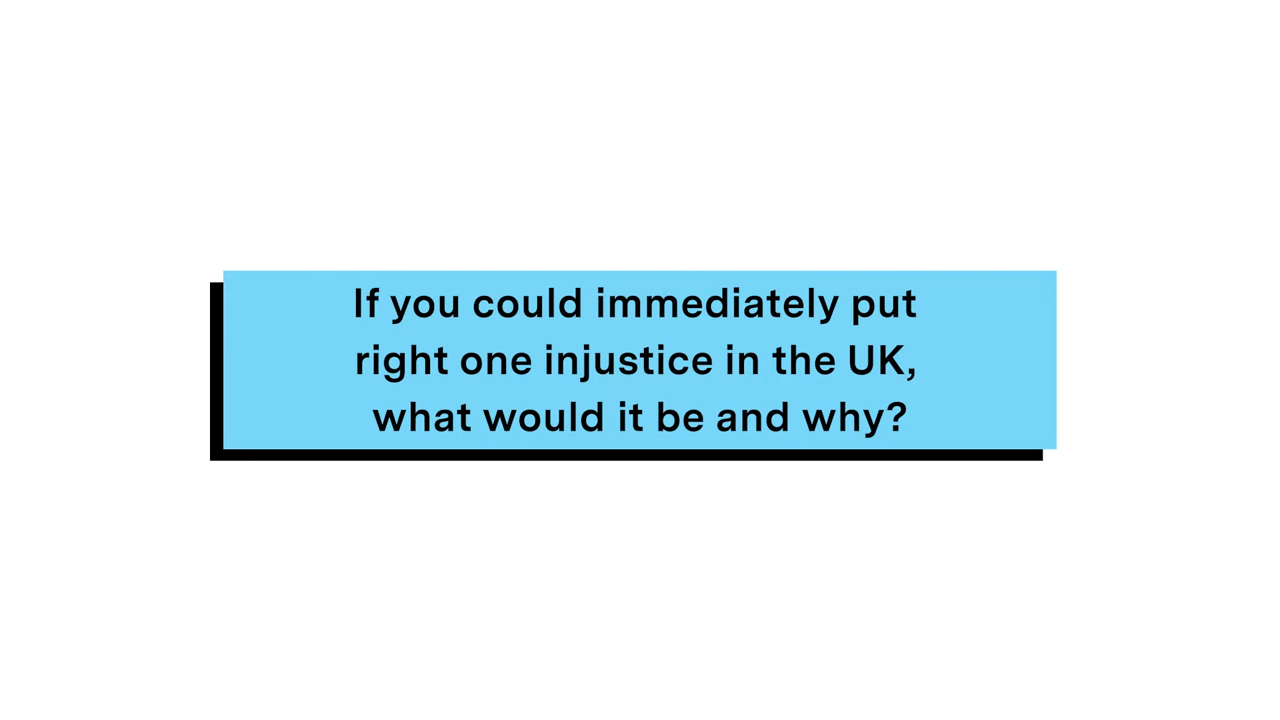 If you could immediately put
right one injustice in the UK,
what would it be and why?